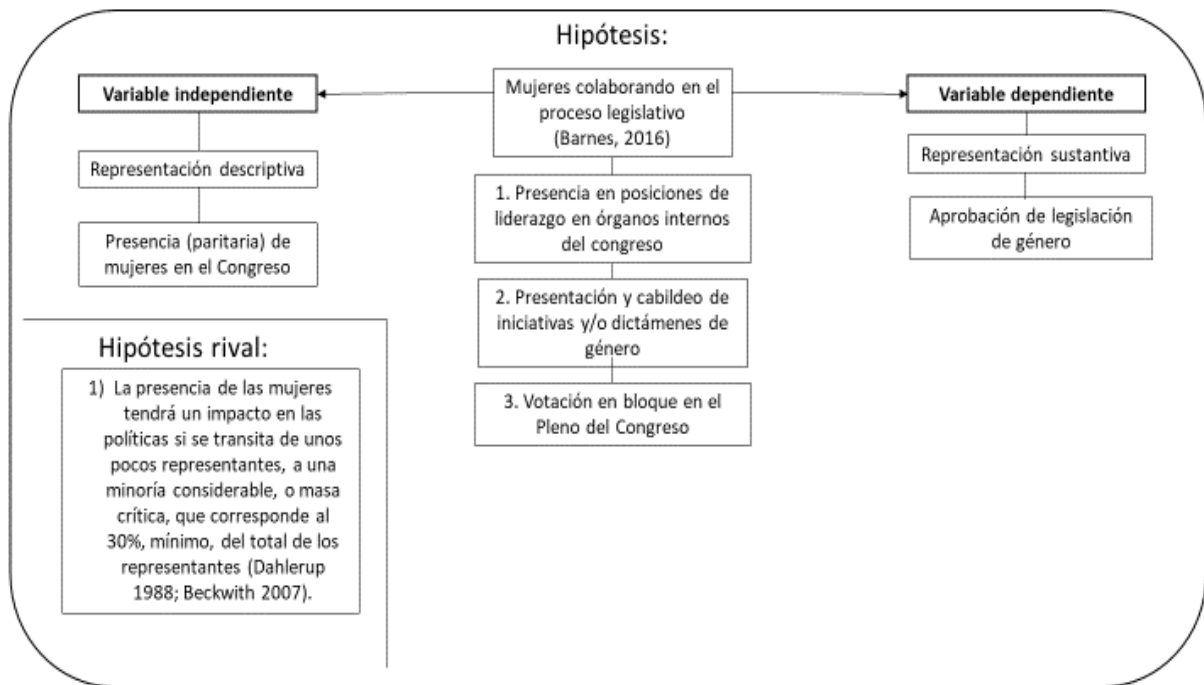 Hipótesis:
Variable independiente
Representación descriptiva
Presencia (paritaria) de
mujeres en el Congreso
Mujeres colaborando en el
proceso legislativo
(Barnes, 2016)
1. Presencia en posiciones de
liderazgo en órganos internos
del congreso
2. Presentación y cabildeo de
iniciativas y/o dictámenes de
género
3. Votación en bloque en el
Pleno del Congreso
Variable dependiente
Representación sustantiva
Aprobación de legislación
de género
Hipótesis rival:
1) La presencia de las mujeres
tendrá un impacto en las
políticas si se transita de unos
pocos representantes, a una
minoría considerable, o masa
crítica, que corresponde al
30%, mínimo, del total de los
representantes (Dahlerup
1988; Beckwith 2007).